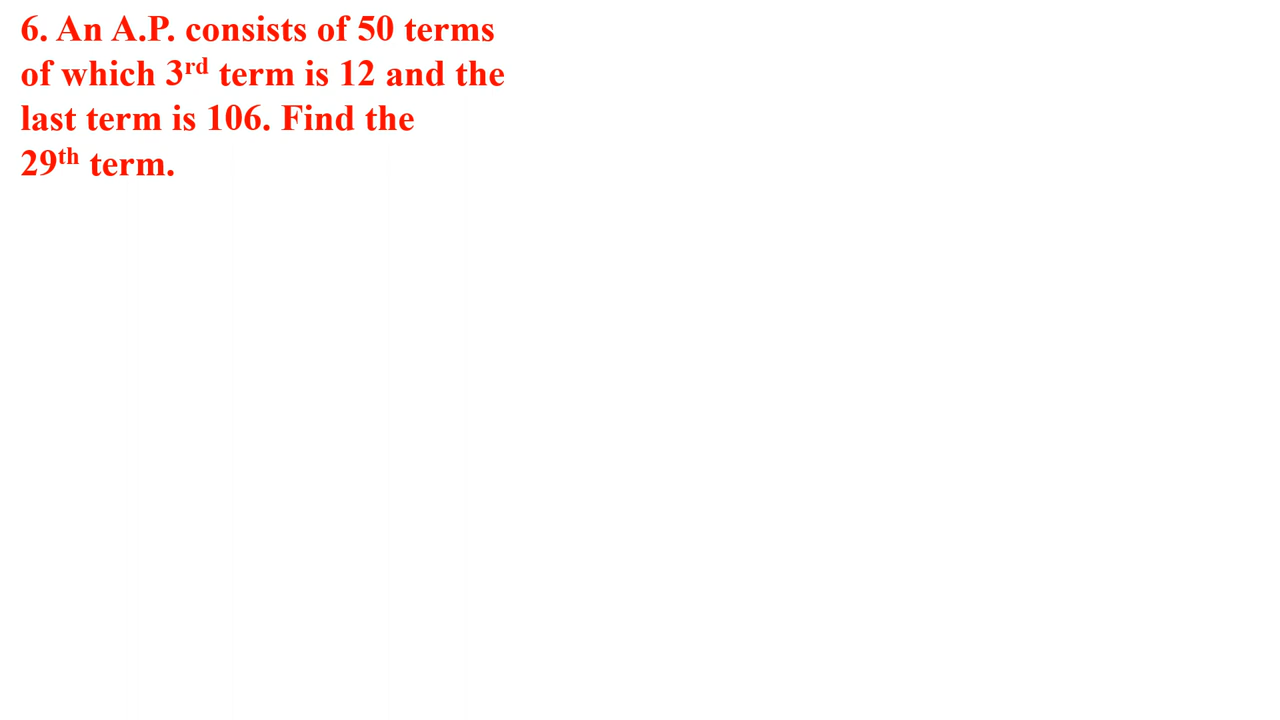 6. An A.P. consists of 50 terms
of which 3rd term is 12 and the
last term is 106. Find the
29th term.